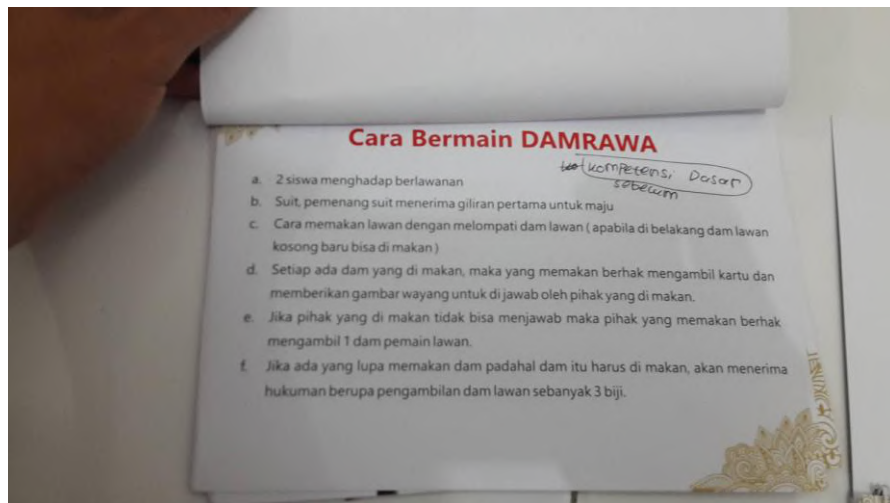 Cara Bermain DAMRAWA
kompetensi Dasar
sebelum
a. 2 siswa menghadap berlawanan
b. Suit, pemenang suit menerima giliran pertama untuk maju
c. Cara memakan lawan dengan melompati dam lawan ( apabila di belakang dam lawan
kosong baru bisa di makan )
d. Setiap ada dam yang di makan, maka yang memakan berhak mengambil kartu dan
memberikan gambar wayang untuk di jawab oleh pihak yang di makan.
e. Jika pihak yang di makan tidak bisa menjawab maka pihak yang memakan berhak
mengambil 1 dam pemain lawan.
f. Jika ada yang lupa memakan dam padahal dam itu harus di makan, akan menerima
hukuman berupa pengambilan dam lawan sebanyak 3 biji.